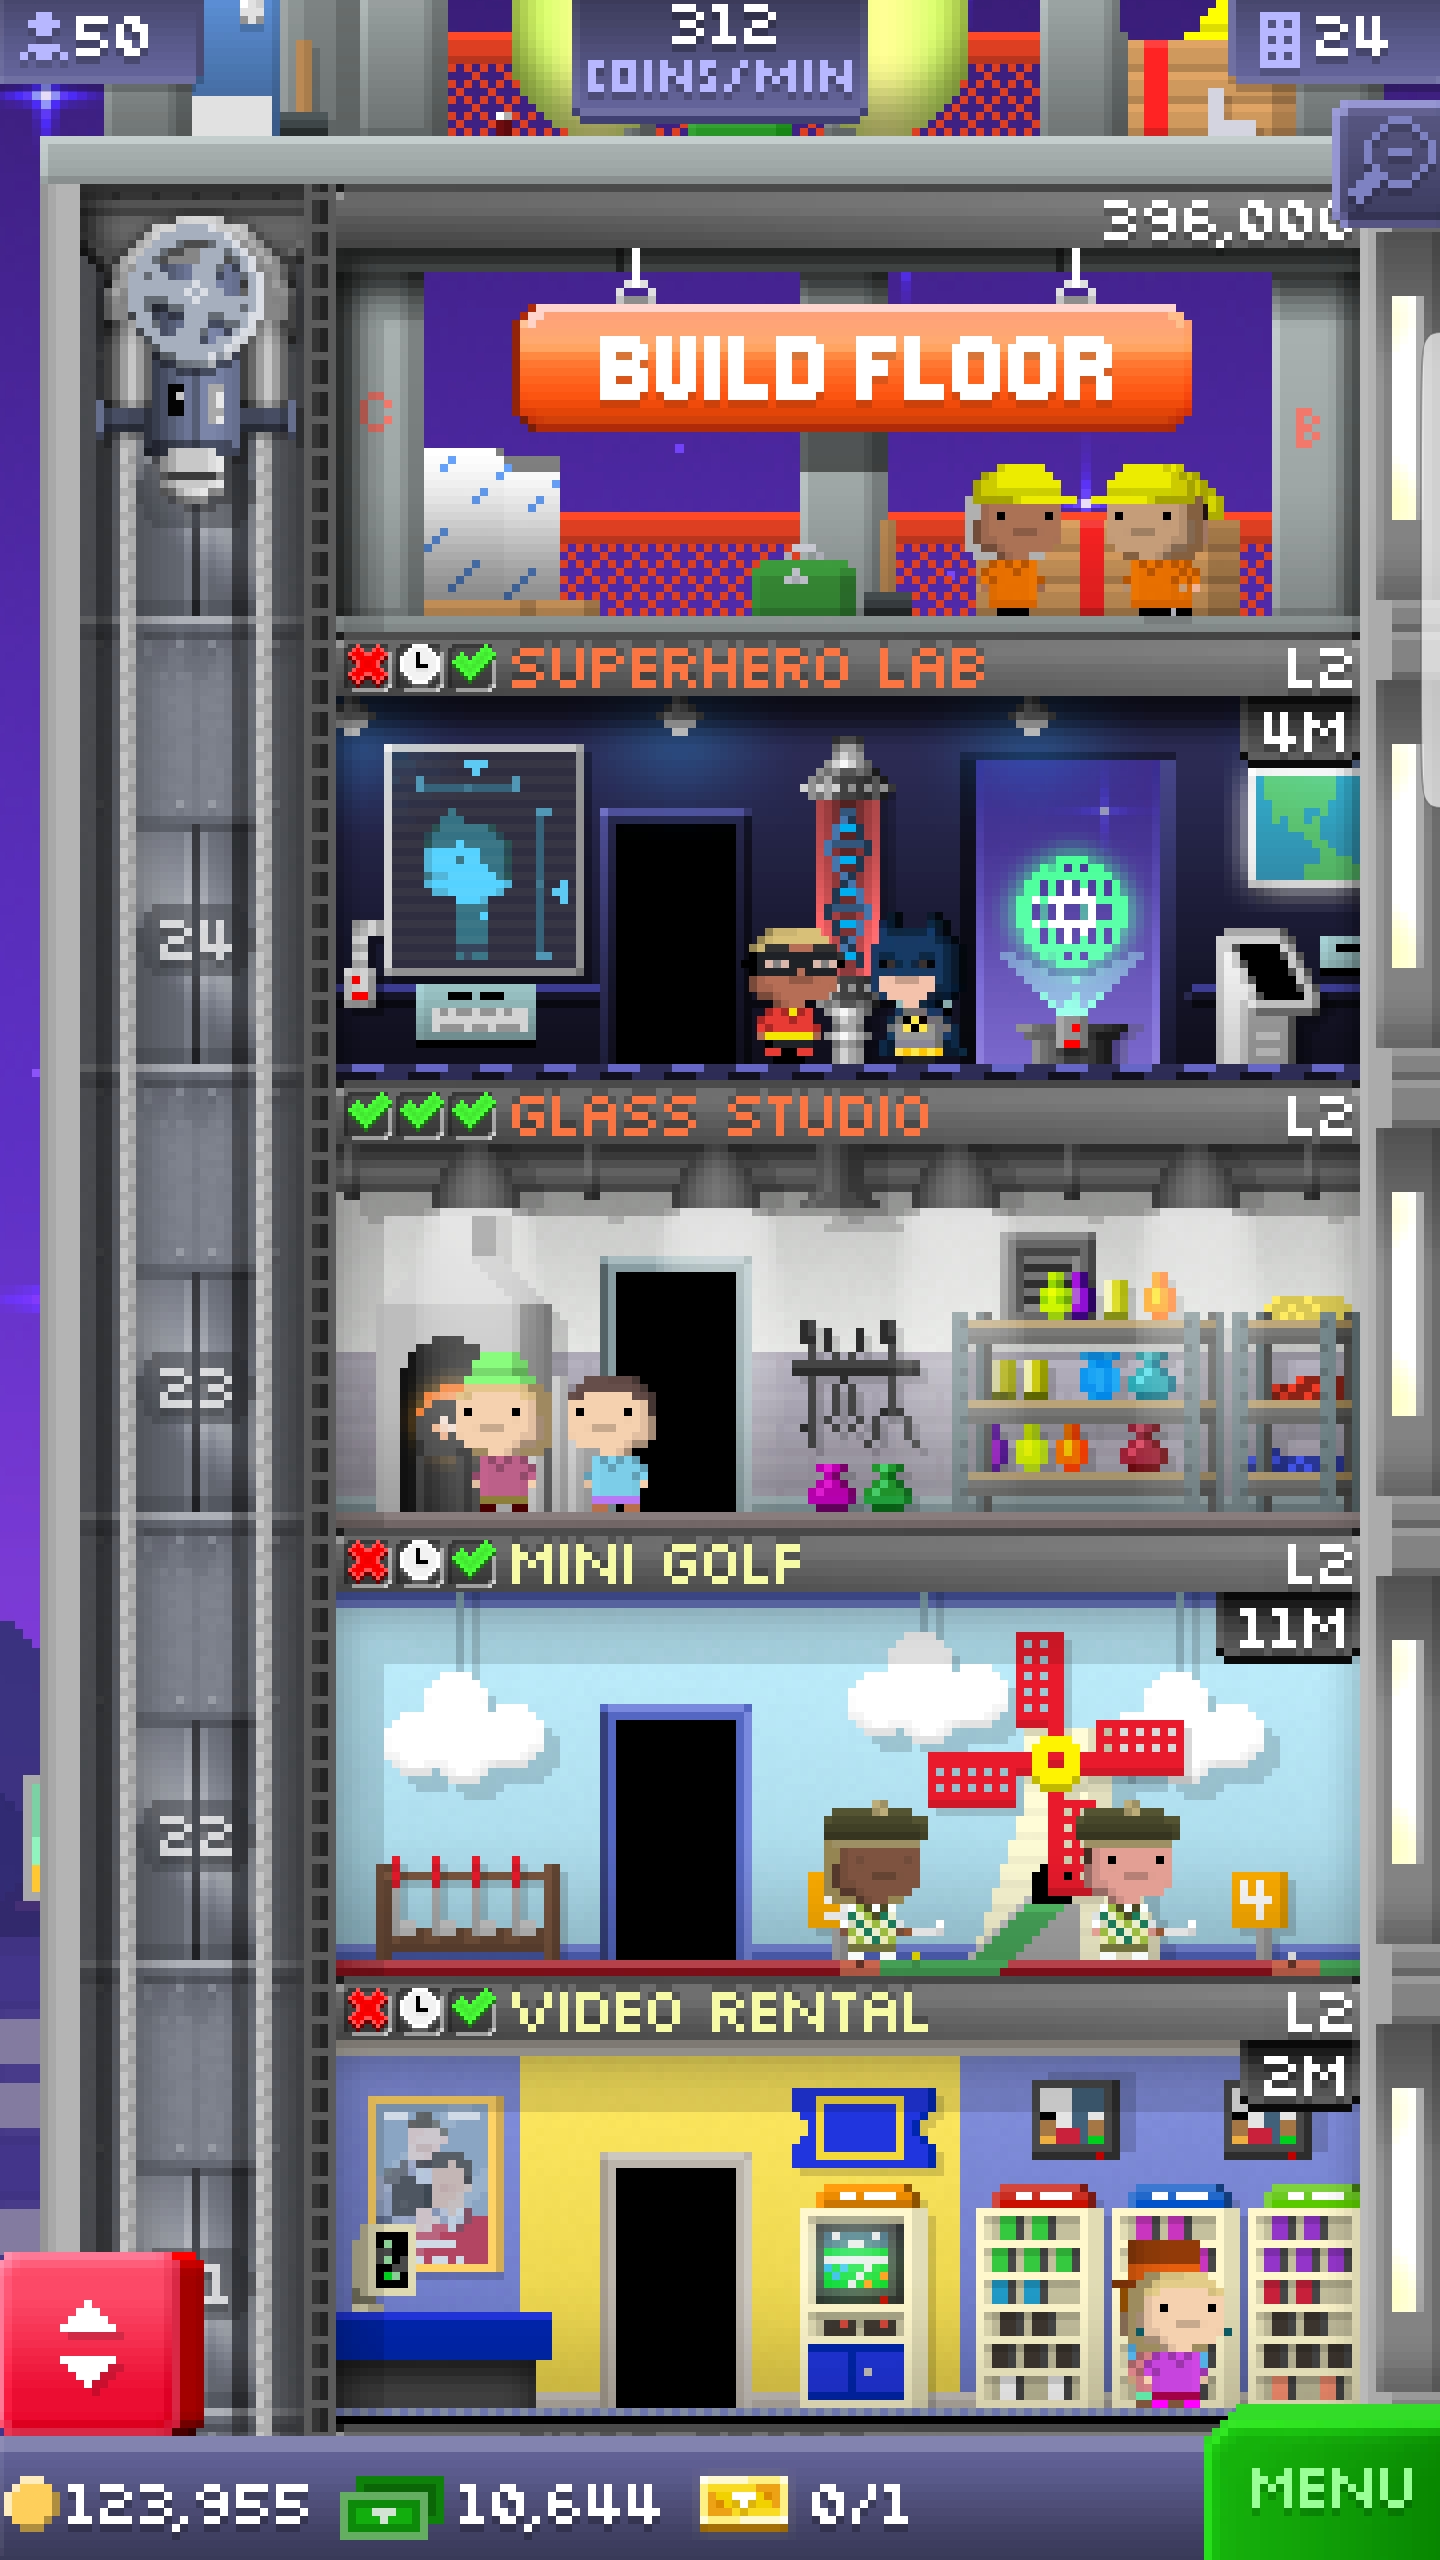 50
312
COINS/MIN
24
396,000
BUILD FLOOR
C
B
SUPERHERO LAB L2
4M
24
GLASS STUDIO L2
23
MINI GOLF L2
11M
22
4
VIDEO RENTAL L2
2M
1
123,955 10,644 0/1
MENU